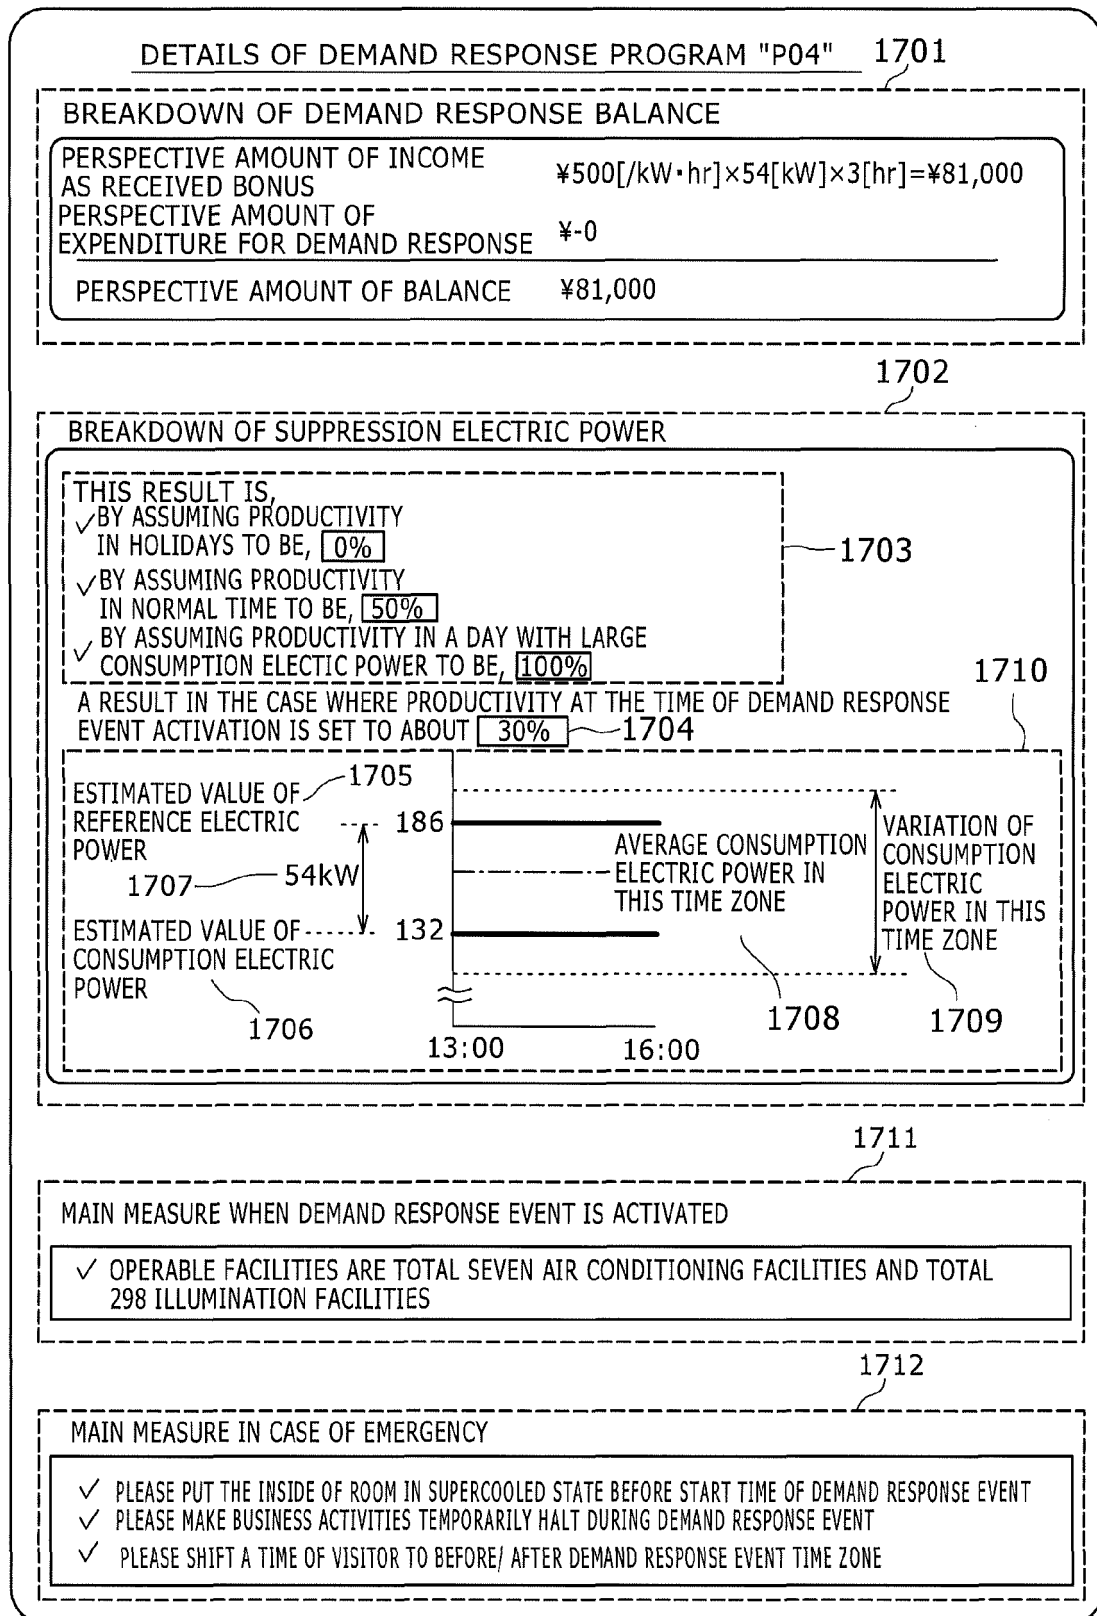 DETAILS OF DEMAND RESPONSE PROGRAM "P04"
1701
BREAKDOWN OF DEMAND RESPONSE BALANCE
PERSPECTIVE AMOUNT OF INCOME
AS RECEIVED BONUS
¥500[/kW·hr]×54[kW]×3[hr]=¥81,000
PERSPECTIVE AMOUNT OF
EXPENDITURE FOR DEMAND RESPONSE
¥-0
PERSPECTIVE AMOUNT OF BALANCE ¥81,000
1702
BREAKDOWN OF SUPPRESSION ELECTRIC POWER
THIS RESULT IS,
✓BY ASSUMING PRODUCTIVITY
IN HOLIDAYS TO BE, 0%
1703
✓BY ASSUMING PRODUCTIVITY
IN NORMAL TIME TO BE, 50%
✓ BY ASSUMING PRODUCTIVITY IN A DAY WITH LARGE
CONSUMPTION ELECTIC POWER TO BE, 100%
1710
A RESULT IN THE CASE WHERE PRODUCTIVITY AT THE TIME OF DEMAND RESPONSE
EVENT ACTIVATION IS SET TO ABOUT 30% 1704
1705
ESTIMATED VALUE OF
REFERENCE ELECTRIC
POWER
186
1707
54kW
AVERAGE CONSUMPTION
ELECTRIC POWER IN
THIS TIME ZONE
VARIATION OF
CONSUMPTION
ELECTRIC
POWER IN THIS
TIME ZONE
ESTIMATED VALUE OF
CONSUMPTION ELECTRIC
POWER
132
1706
1708
1709
13:00
16:00
1711
MAIN MEASURE WHEN DEMAND RESPONSE EVENT IS ACTIVATED
✓ OPERABLE FACILITIES ARE TOTAL SEVEN AIR CONDITIONING FACILITIES AND TOTAL
298 ILLUMINATION FACILITIES
1712
MAIN MEASURE IN CASE OF EMERGENCY
✓ PLEASE PUT THE INSIDE OF ROOM IN SUPERCOOLED STATE BEFORE START TIME OF DEMAND RESPONSE EVENT
✓ PLEASE MAKE BUSINESS ACTIVITIES TEMPORARILY HALT DURING DEMAND RESPONSE EVENT
✓ PLEASE SHIFT A TIME OF VISITOR TO BEFORE/ AFTER DEMAND RESPONSE EVENT TIME ZONE